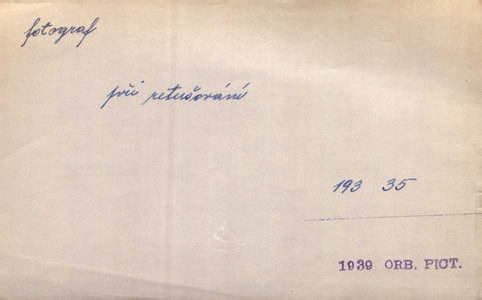 fotograf
při retušování
193 35
1939 ORB. PICT.